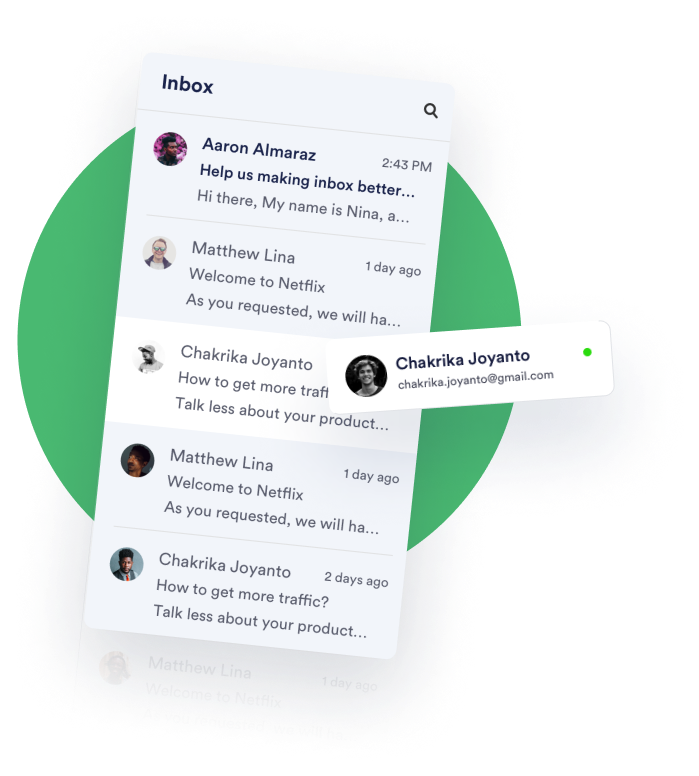 Inbox
Aaron Almaraz
2:43 PM
Help us making inbox better...
Hi there, My name is Nina, a...
Matthew Lina
1 day ago
Welcome to Netflix
As you requested, we will ha...
Chakrika Joyanto
How to get more traff
Talk less about your product...
Chakrika Joyanto
chakrika.joyanto@gmail.com
Matthew Lina
1 day ago
Welcome to Netflix
As you requested, we will ha...
Chakrika Joyanto
2 days ago
How to get more traffic?
Talk less about your product...
Matthew Lina
1 day ago
Welcome to Netflix